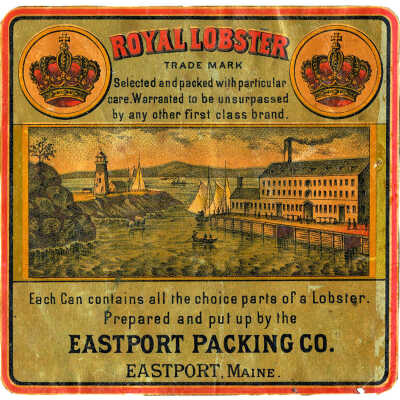 ROYAL LOBSTER
TRADE MARK
Selected and packed with particular
care. Warranted to be unsurpassed
by any other first class brand.
Each Can contains all the choice parts of a Lobster.
Prepared and put up by the
EASTPORT PACKING CO.
EASTPORT, MAINE.